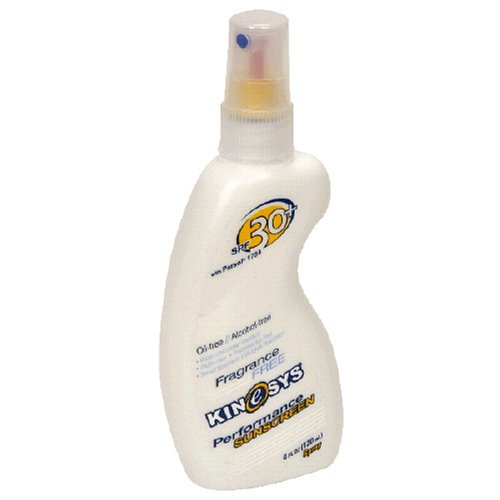 SPF 30+
with Parsol® 1789
Oil-free & Alcohol-free
Fragrance
FREE
KINeSYS®
Performance
SUNSCREEN
4 fl oz (120 ml)
Spray